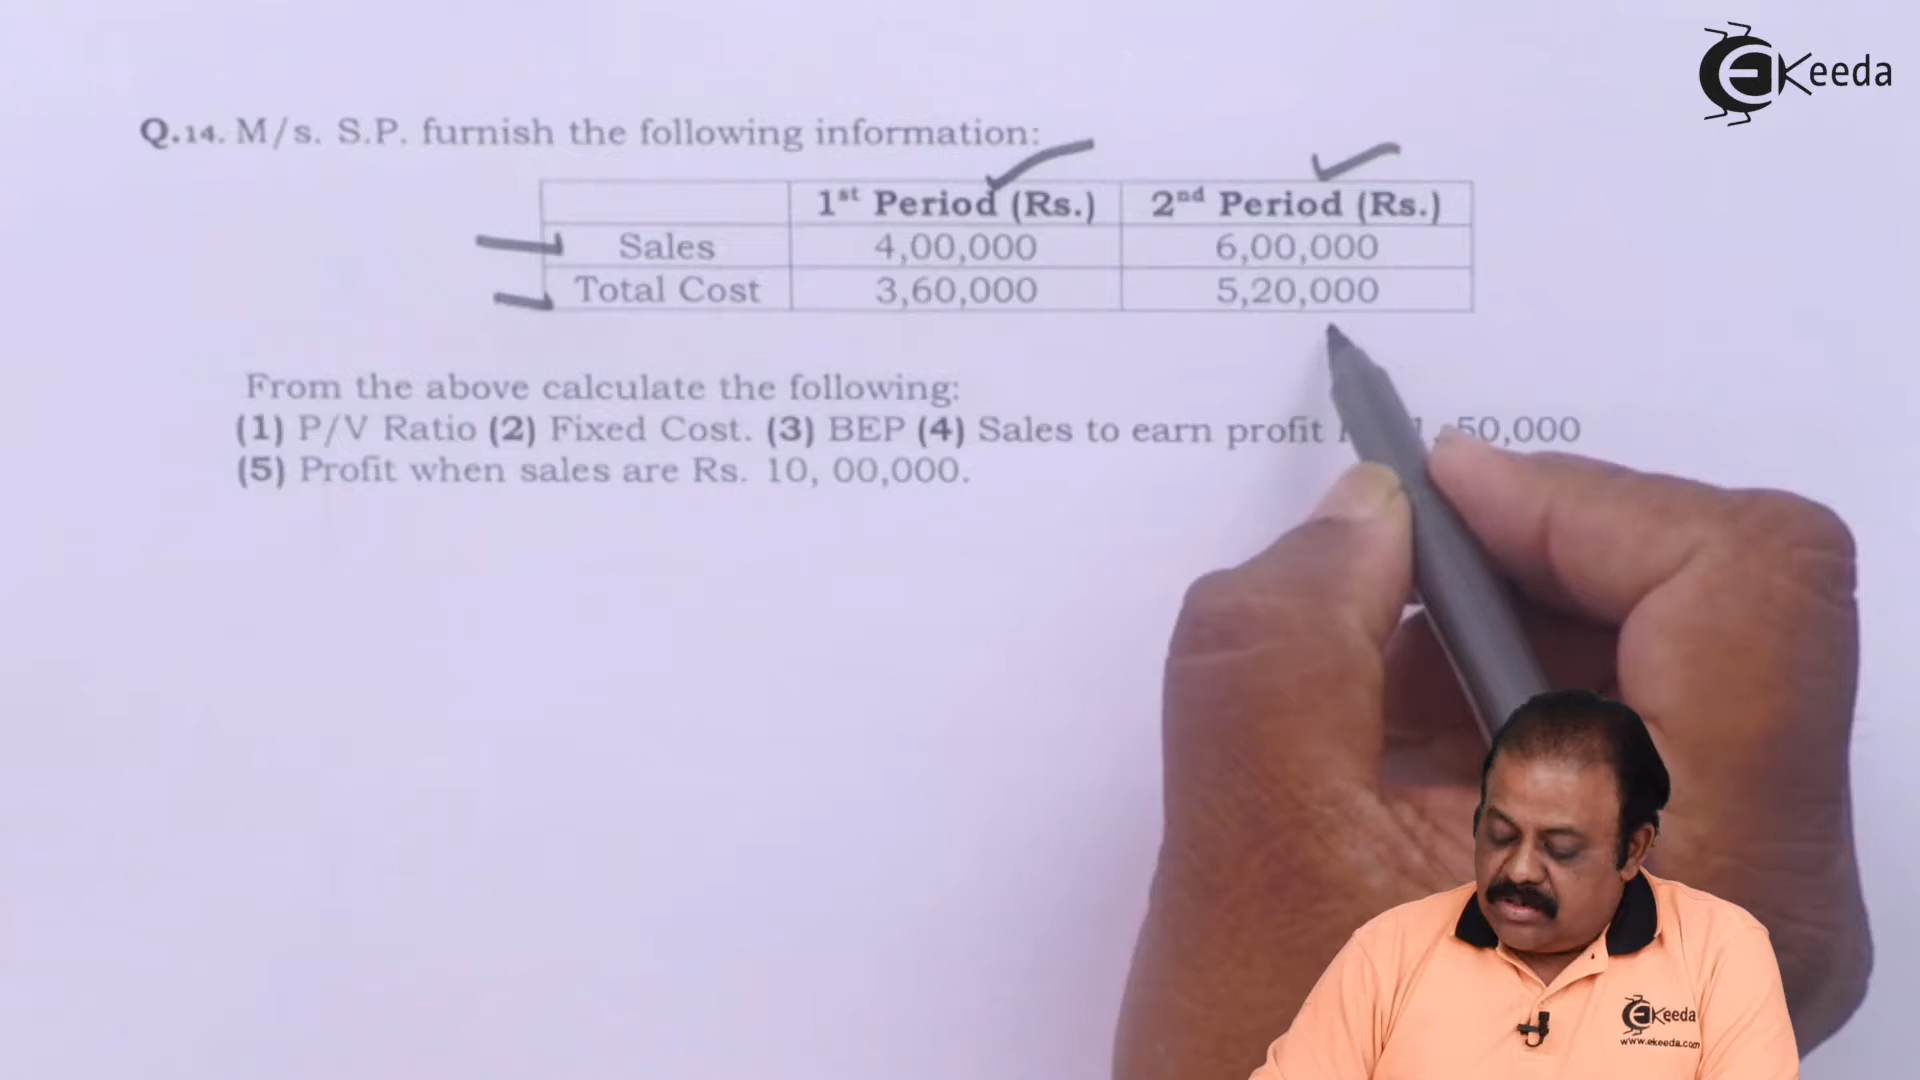 Keeda
Q.14. M/s. S.P. furnish the following information:
1st Period (Rs.) 2nd Period (Rs.)
Sales 4,00,000 6,00,000
Total Cost 3,60,000 5,20,000
From the above calculate the following:
(1) P/V Ratio (2) Fixed Cost. (3) BEP (4) Sales to earn profit 50,000
(5) Profit when sales are Rs. 10, 00,000.
Keeda
www.ekeeda.com